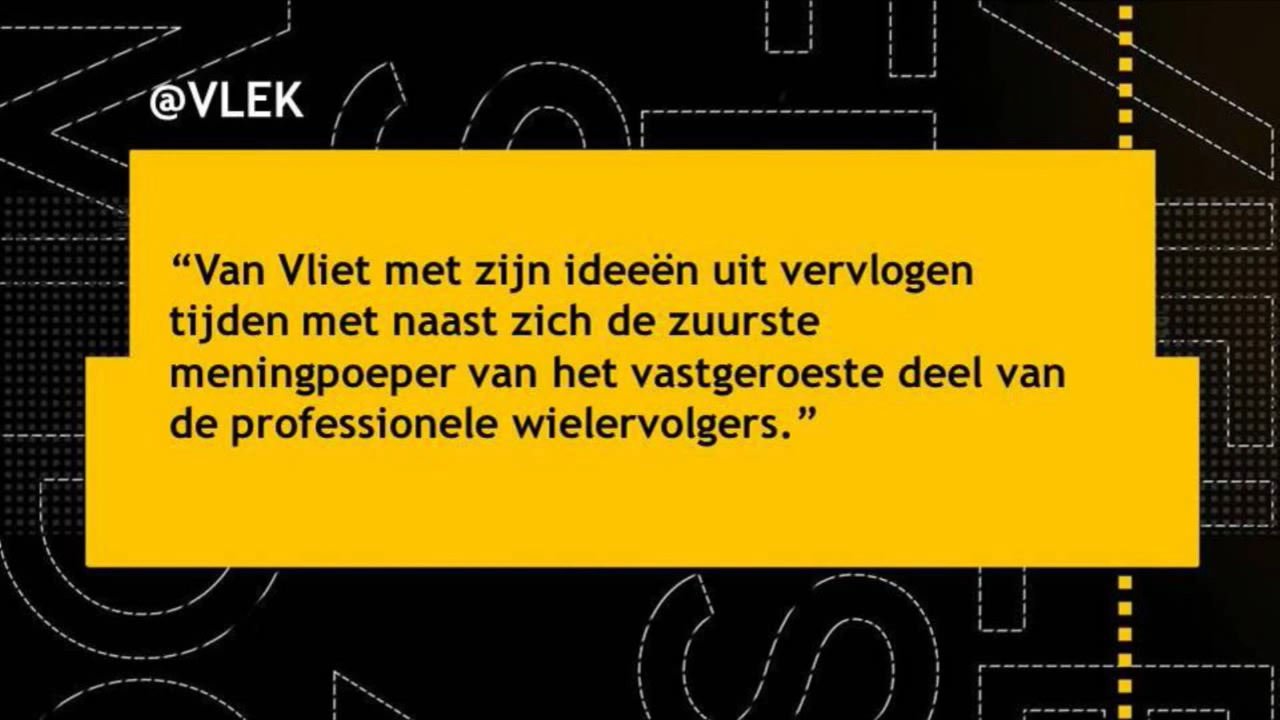 @VLEK
“Van Vliet met zijn ideeën uit vervlogen
tijden met naast zich de zuurste
meningpoeper van het vastgeroeste deel van
de professionele wielervolgers.”